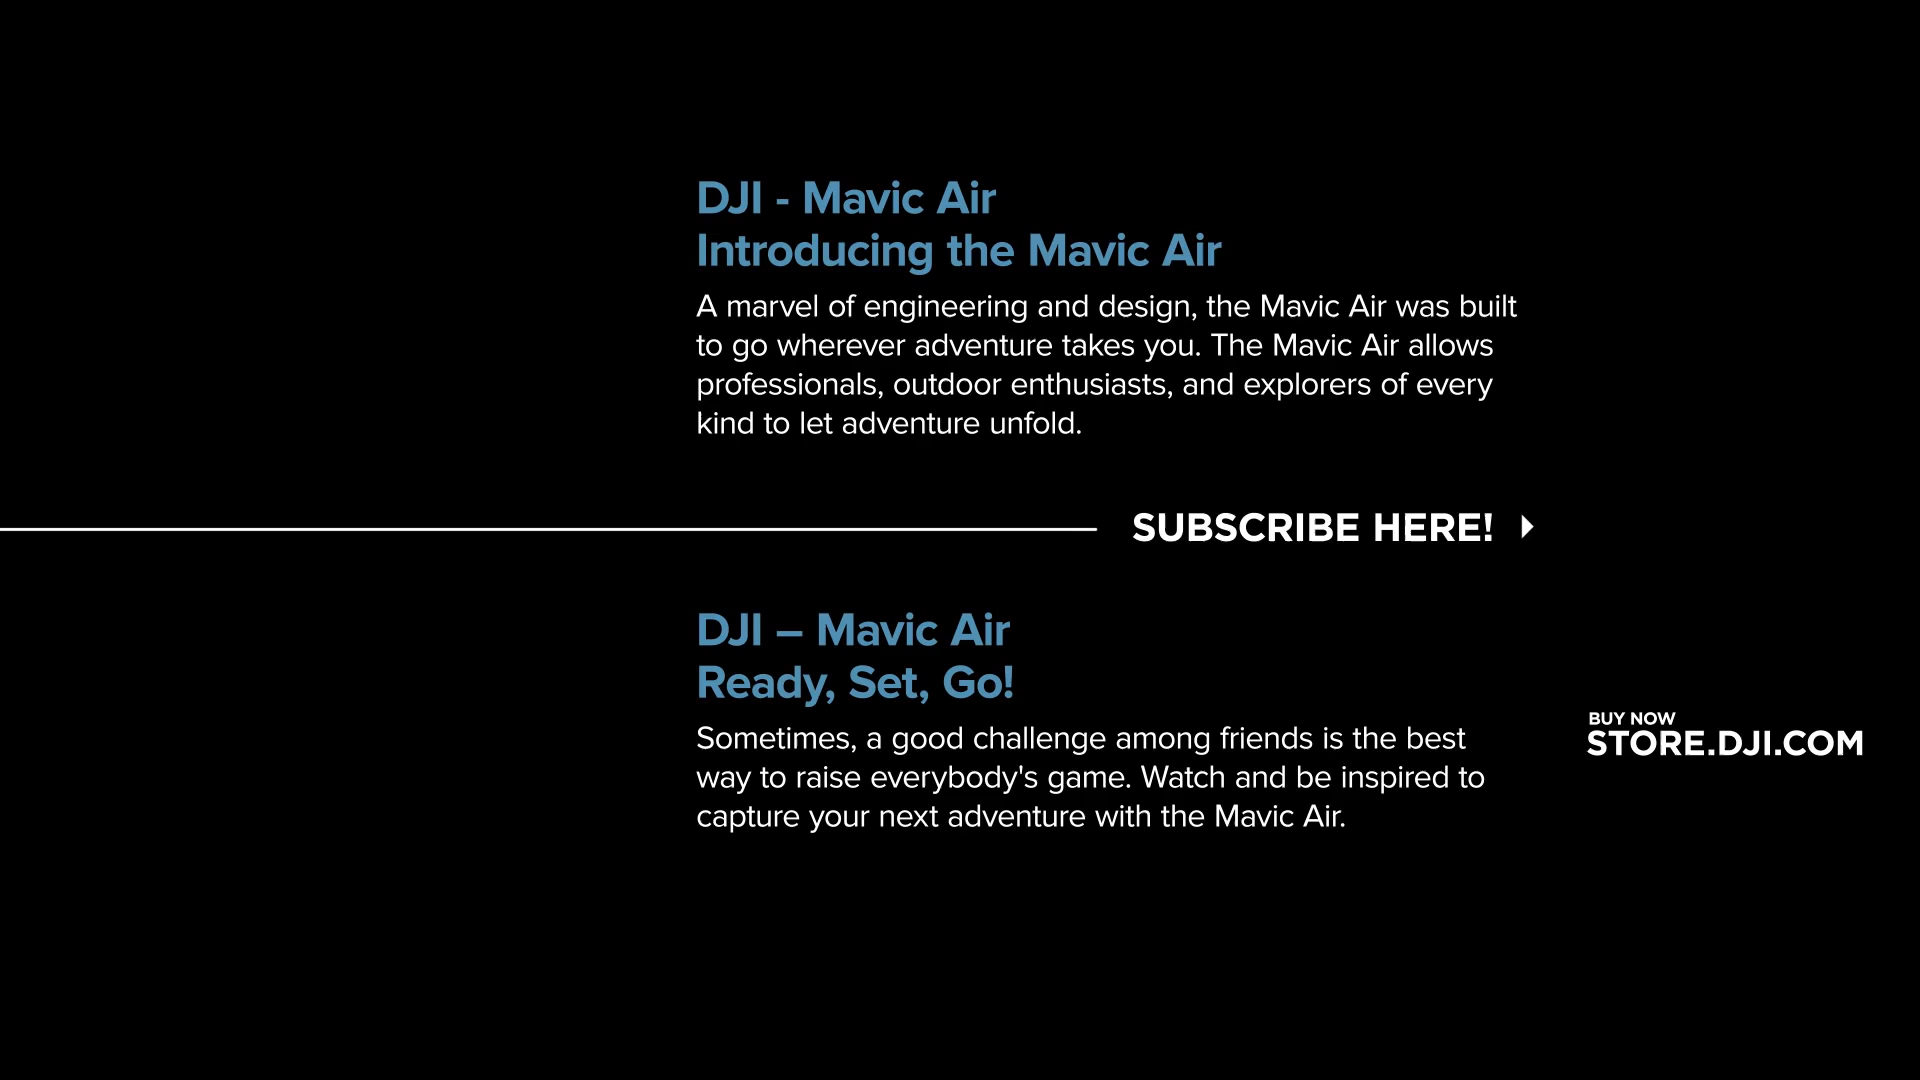 DJI - Mavic Air
Introducing the Mavic Air
A marvel of engineering and design, the Mavic Air was built
to go wherever adventure takes you. The Mavic Air allows
professionals, outdoor enthusiasts, and explorers of every
kind to let adventure unfold.
SUBSCRIBE HERE!
DJI – Mavic Air
Ready, Set, Go!
Sometimes, a good challenge among friends is the best
way to raise everybody's game. Watch and be inspired to
capture your next adventure with the Mavic Air.
BUY NOW
STORE.DJI.COM